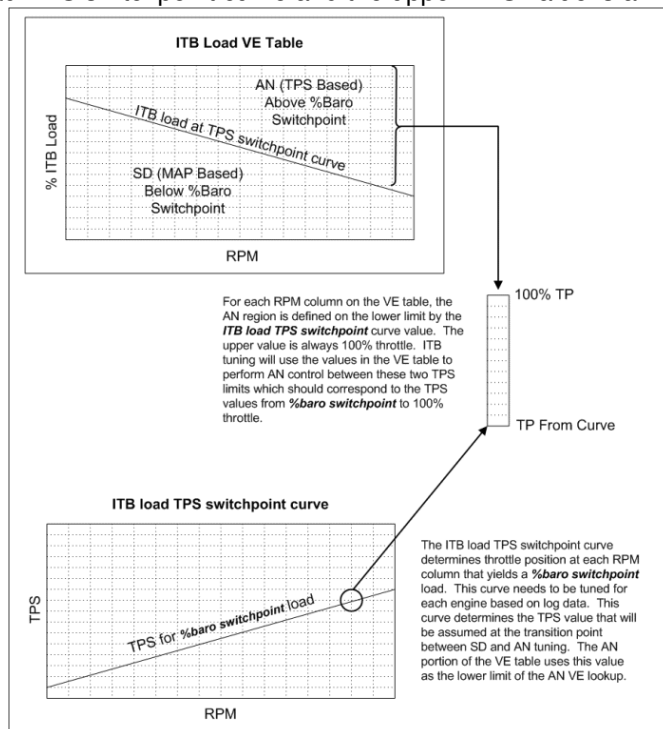 ITB Load VE Table
AN (TPS Based)
Above %Baro
Switchpoint
ITB load at TPS switchpoint curve
SD (MAP Based)
Below %Baro
Switchpoint
% ITB Load
RPM
100% TP
For each RPM column on the VE table, the
AN region is defined on the lower limit by the
ITB load TPS switchpoint curve value. The
upper value is always 100% throttle. ITB
tuning will use the values in the VE table to
perform AN control between these two TPS
limits which should correspond to the TPS
values from %baro switchpoint to 100%
throttle.
TP From Curve
ITB load TPS switchpoint curve
TPS
TPS for %baro switchpoint load
RPM
The ITB load TPS switchpoint curve
determines throttle position at each RPM
column that yields a %baro switchpoint
load. This curve needs to be tuned for
each engine based on log data. This
curve determines the TPS value that will
be assumed at the transition point
between SD and AN tuning. The AN
portion of the VE table uses this value
as the lower limit of the AN VE lookup.